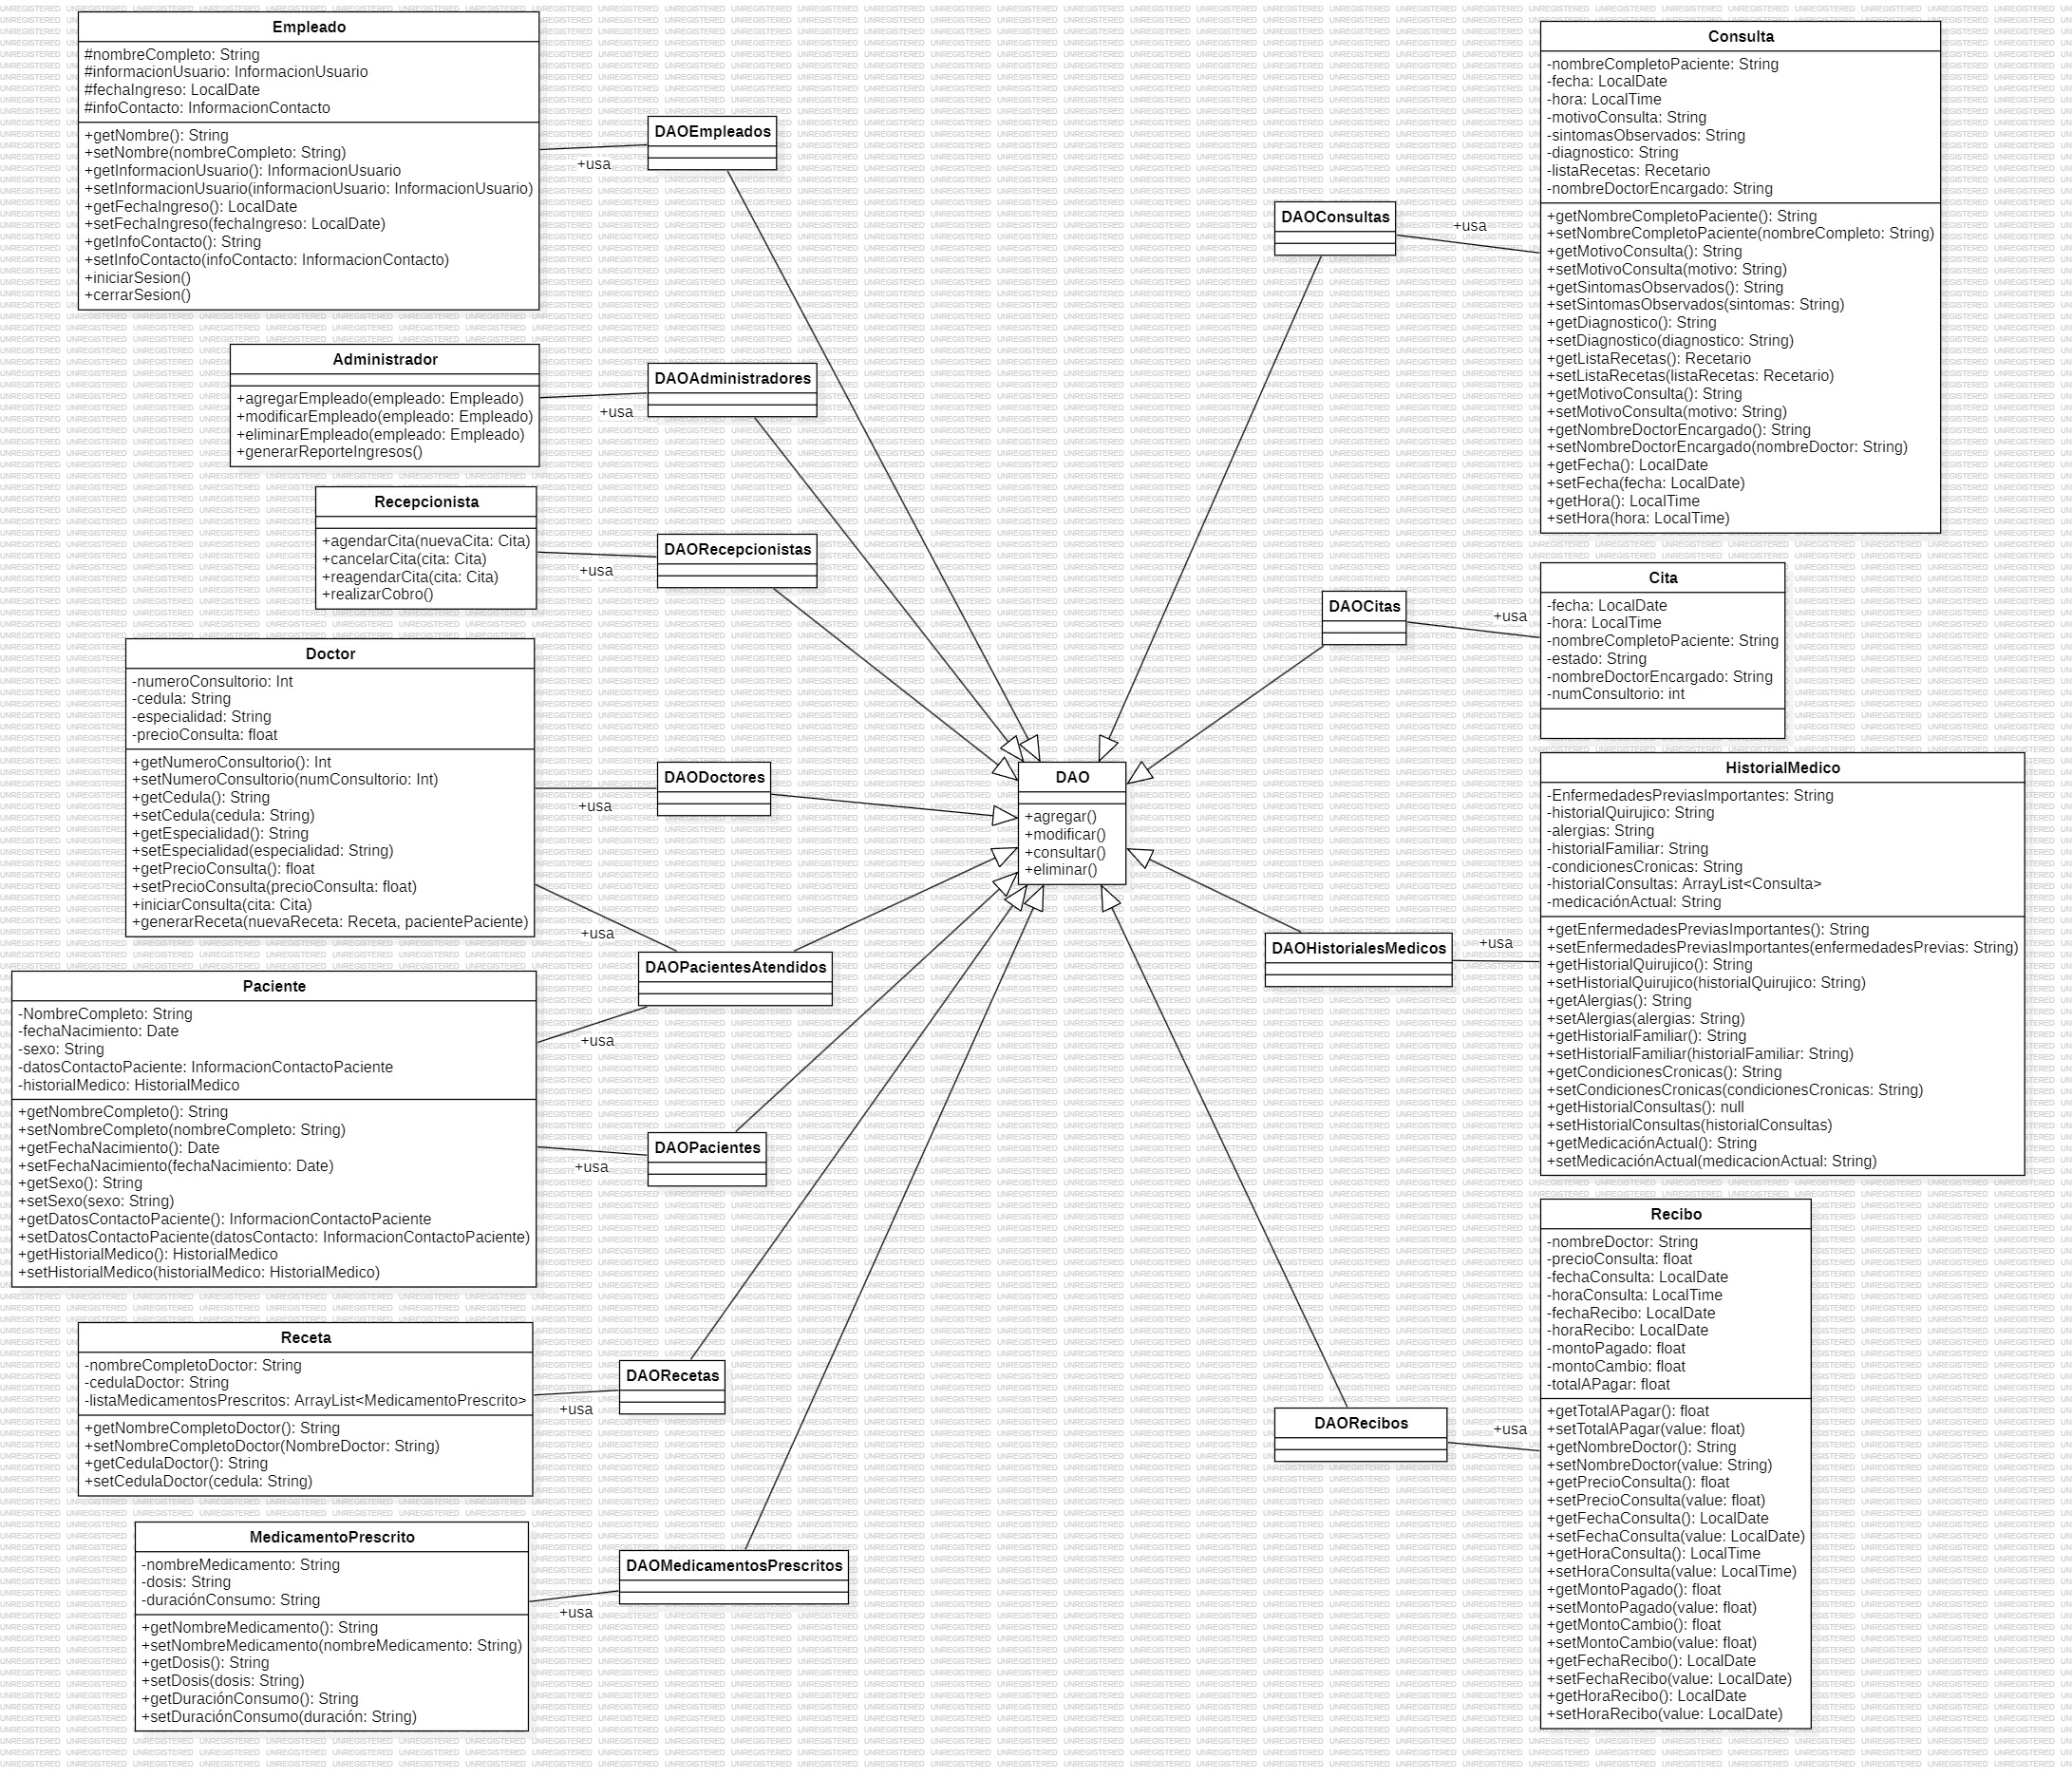 Empleado
#nombreCompleto: String
#informacionUsuario: InformacionUsuario
#fechaIngreso: LocalDate
#infoContacto: InformacionContacto
+getNombre(): String
+setNombre(nombreCompleto: String)
+getInformacionUsuario(): InformacionUsuario
+setInformacionUsuario(informacionUsuario: InformacionUsuario)
+getFechaIngreso(): LocalDate
+setFechaIngreso(fechaIngreso: LocalDate)
+getInfoContacto(): String
+setInfoContacto(infoContacto: InformacionContacto)
+iniciarSesion()
+cerrarSesion()
DAOEmpleados
+usa
Administrador
+agregarEmpleado(empleado: Empleado)
+modificarEmpleado(empleado: Empleado)
+eliminarEmpleado(empleado: Empleado)
+generarReporteIngresos()
DAOAdministradores
+usa
Recepcionista
+agendarCita(nuevaCita: Cita)
+cancelarCita(cita: Cita)
+reagendarCita(cita: Cita)
+realizarCobro()
DAORecepcionistas
+usa
Doctor
-numeroConsultorio: Int
-cedula: String
-especialidad: String
-precioConsulta: float
+getNumeroConsultorio(): Int
+setNumeroConsultorio(numConsultorio: Int)
+getCedula(): String
+setCedula(cedula: String)
+getEspecialidad(): String
+setEspecialidad(especialidad: String)
+getPrecioConsulta(): float
+setPrecioConsulta(precioConsulta: float)
+iniciarConsulta(cita: Cita)
+generarReceta(nuevaReceta: Receta, pacientePaciente)
DAODoctores
+usa
+usa
DAOPacientesAtendidos
+usa
Paciente
-NombreCompleto: String
-fechaNacimiento: Date
-sexo: String
-datosContactoPaciente: InformacionContactoPaciente
-historialMedico: HistorialMedico
+getNombreCompleto(): String
+setNombreCompleto(nombreCompleto: String)
+getFechaNacimiento(): Date
+setFechaNacimiento(fechaNacimiento: Date)
+getSexo(): String
+setSexo(sexo: String)
+getDatosContactoPaciente(): InformacionContactoPaciente
+setDatosContactoPaciente(datosContacto: InformacionContactoPaciente)
+getHistorialMedico(): HistorialMedico
+setHistorialMedico(historialMedico: HistorialMedico)
DAOPacientes
+usa
Receta
-nombreCompletoDoctor: String
-cedulaDoctor: String
-listaMedicamentosPrescritos: ArrayList<MedicamentoPrescrito>
+getNombreCompletoDoctor(): String
+setNombreCompletoDoctor(NombreDoctor: String)
+getCedulaDoctor(): String
+setCedulaDoctor(cedula: String)
DAORecetas
+usa
MedicamentoPrescrito
-nombreMedicamento: String
-dosis: String
-duraciónConsumo: String
+getNombreMedicamento(): String
+setNombreMedicamento(nombreMedicamento: String)
+getDosis(): String
+setDosis(dosis: String)
+getDuraciónConsumo(): String
+setDuraciónConsumo(duración: String)
DAOMedicamentosPrescritos
+usa
DAO
+agregar()
+modificar()
+consultar()
+eliminar()
DAOConsultas
+usa
Consulta
-nombreCompletoPaciente: String
-fecha: LocalDate
-hora: LocalTime
-motivoConsulta: String
-sintomasObservados: String
-diagnostico: String
-listaRecetas: Recetario
-nombreDoctorEncargado: String
+getNombreCompletoPaciente(): String
+setNombreCompletoPaciente(nombreCompleto: String)
+getMotivoConsulta(): String
+setMotivoConsulta(motivo: String)
+getSintomasObservados(): String
+setSintomasObservados(sintomas: String)
+getDiagnostico(): String
+setDiagnostico(diagnostico: String)
+getListaRecetas(): Recetario
+setListaRecetas(listaRecetas: Recetario)
+getMotivoConsulta(): String
+setMotivoConsulta(motivo: String)
+getNombreDoctorEncargado(): String
+setNombreDoctorEncargado(nombreDoctor: String)
+getFecha(): LocalDate
+setFecha(fecha: LocalDate)
+getHora(): LocalTime
+setHora(hora: LocalTime)
DAOCitas
+usa
Cita
-fecha: LocalDate
-hora: LocalTime
-nombreCompletoPaciente: String
-estado: String
-nombreDoctorEncargado: String
-numConsultorio: int
DAOHistorialesMedicos
+usa
HistorialMedico
-EnfermedadesPreviasImportantes: String
-historialQuirujico: String
-alergias: String
-historialFamiliar: String
-condicionesCronicas: String
-historialConsultas: ArrayList<Consulta>
-medicaciónActual: String
+getEnfermedadesPreviasImportantes(): String
+setEnfermedadesPreviasImportantes(enfermedadesPrevias: String)
+getHistorialQuirujico(): String
+setHistorialQuirujico(historialQuirujico: String)
+getAlergias(): String
+setAlergias(alergias: String)
+getHistorialFamiliar(): String
+setHistorialFamiliar(historialFamiliar: String)
+getCondicionesCronicas(): String
+setCondicionesCronicas(condicionesCronicas: String)
+getHistorialConsultas(): null
+setHistorialConsultas(historialConsultas)
+getMedicaciónActual(): String
+setMedicaciónActual(medicacionActual: String)
DAORecibos
+usa
Recibo
-nombreDoctor: String
-precioConsulta: float
-fechaConsulta: LocalDate
-horaConsulta: LocalTime
-fechaRecibo: LocalDate
-horaRecibo: LocalDate
-montoPagado: float
-montoCambio: float
-totalAPagar: float
+getTotalAPagar(): float
+setTotalAPagar(value: float)
+getNombreDoctor(): String
+setNombreDoctor(value: String)
+getPrecioConsulta(): float
+setPrecioConsulta(value: float)
+getFechaConsulta(): LocalDate
+setFechaConsulta(value: LocalDate)
+getHoraConsulta(): LocalTime
+setHoraConsulta(value: LocalTime)
+getMontoPagado(): float
+setMontoPagado(value: float)
+getMontoCambio(): float
+setMontoCambio(value: float)
+getFechaRecibo(): LocalDate
+setFechaRecibo(value: LocalDate)
+getHoraRecibo(): LocalDate
+setHoraRecibo(value: LocalDate)
UNREGISTERED